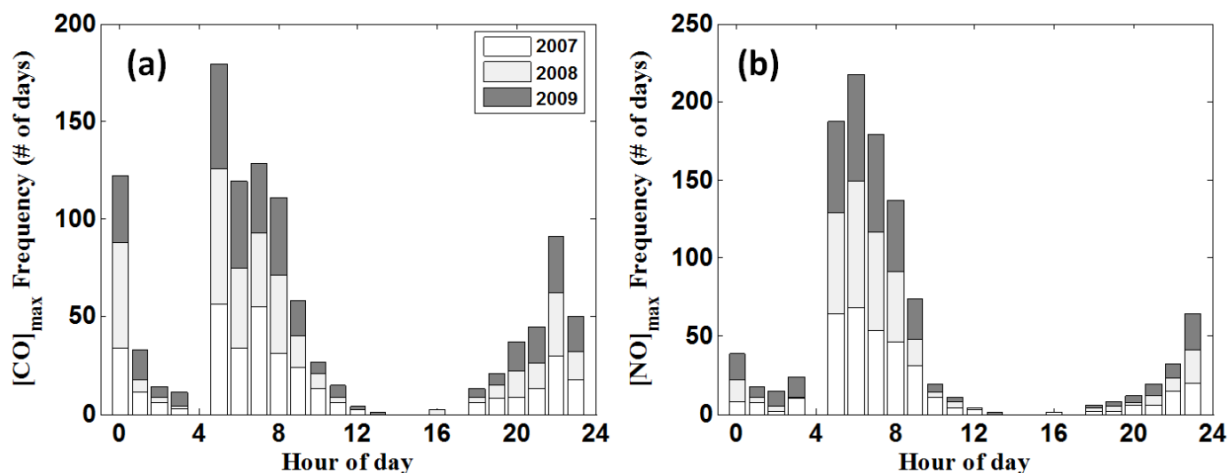 (a)
2007
2008
2009
[CO]max Frequency (# of days)
200
150
100
50
0
0 4 8 12 16 20 24
Hour of day
(b)
[NO]max Frequency (# of days)
250
200
150
100
50
0
0 4 8 12 16 20 24
Hour of day